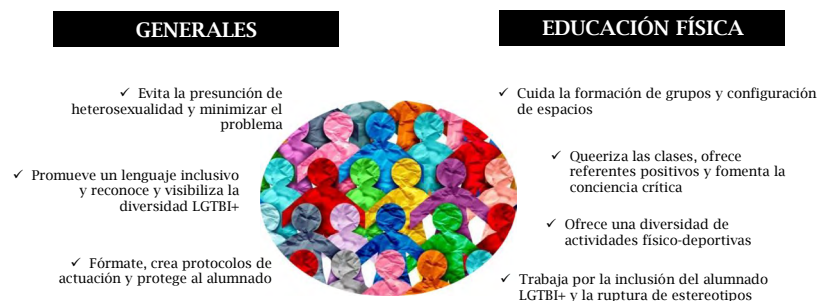 GENERALES
✓ Evita la presunción de
heterosexualidad y minimizar el
problema
✓ Promueve un lenguaje inclusivo
y reconoce y visibiliza la
diversidad LGTBI+
✓ Fórmate, crea protocolos de
actuación y protege al alumnado
EDUCACIÓN FÍSICA
✓ Cuida la formación de grupos y configuración
de espacios
✓ Queeriza las clases, ofrece
referentes positivos y fomenta la
conciencia crítica
✓ Ofrece una diversidad de
actividades físico-deportivas
✓ Trabaja por la inclusión del alumnado
LGTBI+ y la ruptura de estereotipos